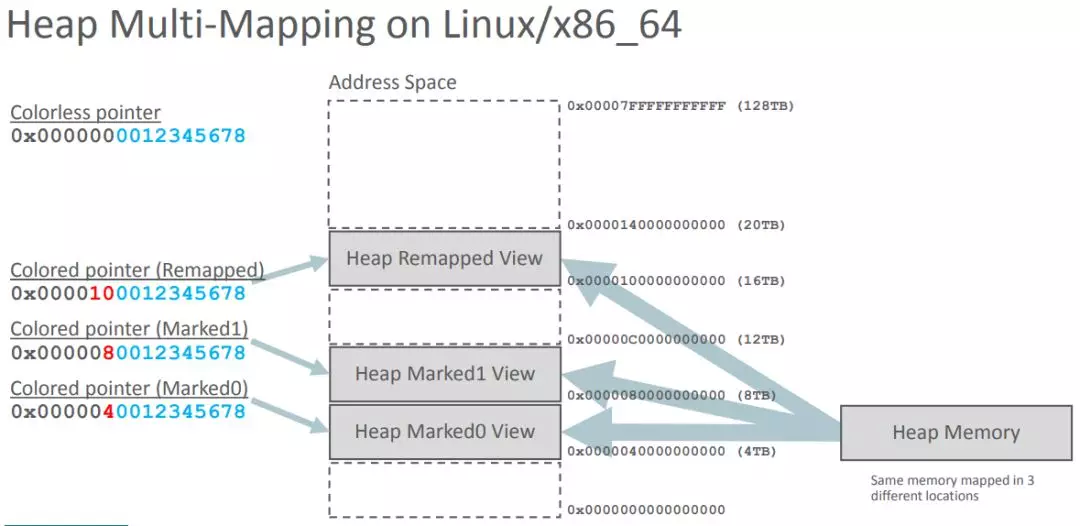 Heap Multi-Mapping on Linux/x86_64
Address Space
Colorless pointer
0x0000000012345678
0x00007FFFFFFFFFFF (128TB)
0x0000140000000000 (20TB)
Heap Remapped View
Colored pointer (Remapped)
0x0000100012345678
0x0000100000000000 (16TB)
Colored pointer (Marked1)
0x0000080012345678
0x00000C0000000000 (12TB)
Heap Marked1 View
Colored pointer (Marked0)
0x0000040012345678
0x0000080000000000 (8TB)
Heap Marked0 View
Heap Memory
0x0000040000000000 (4TB)
Same memory mapped in 3
different locations
0x0000000000000000